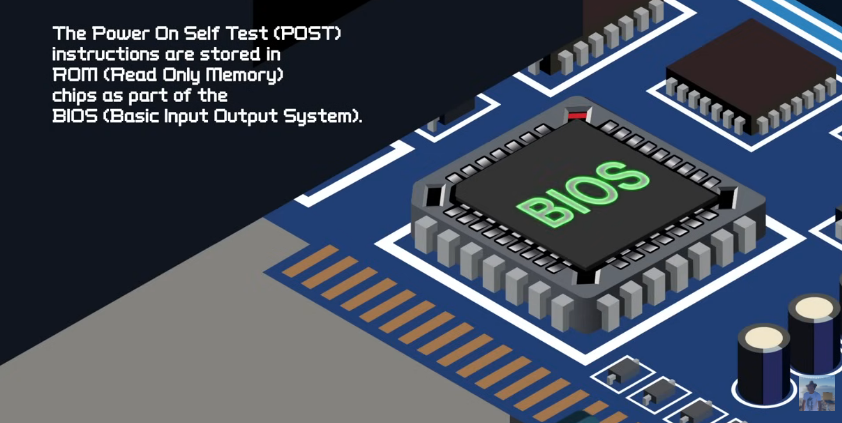 The Power On Self Test (POST)
instructions are stored in
ROM (Read Only Memory)
chips as part of the
BIOS (Basic Input Output System).
BIOS